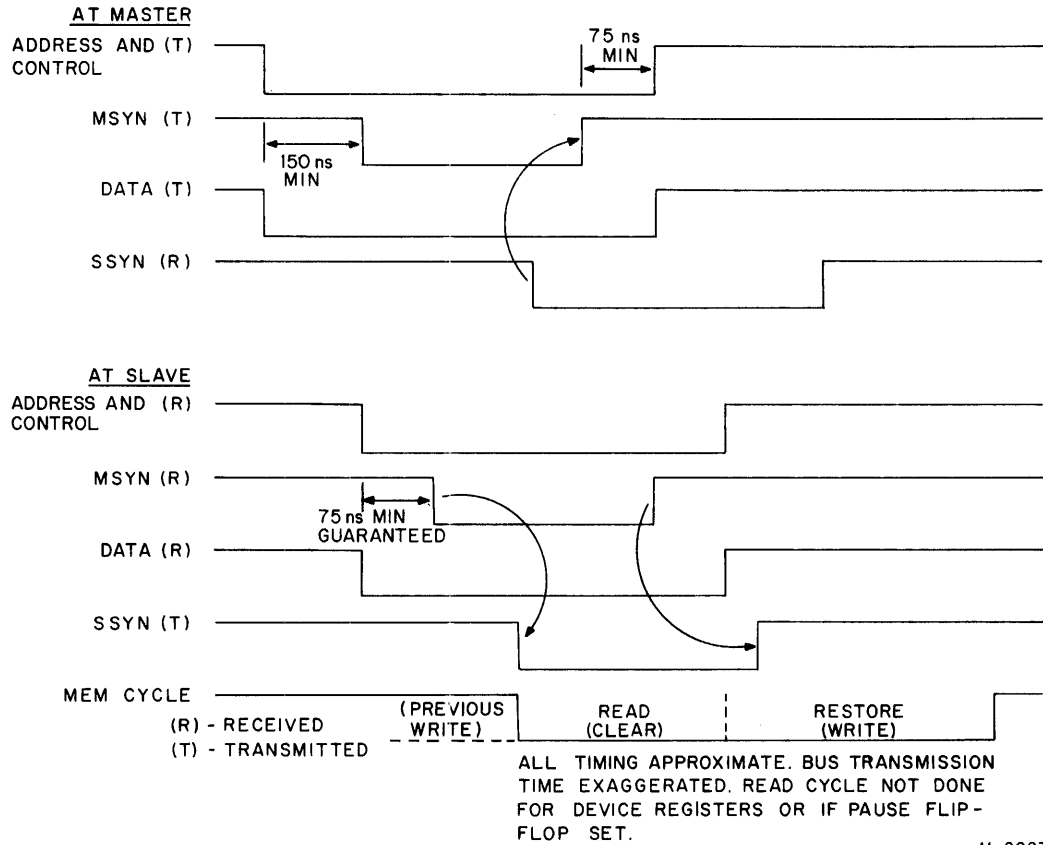 AT MASTER
ADDRESS AND (T)
CONTROL
75 ns
MIN
MSYN (T)
150 ns
MIN
DATA (T)
SSYN (R)
AT SLAVE
ADDRESS AND (R)
CONTROL
MSYN (R)
75 ns MIN
GUARANTEED
DATA (R)
SSYN (T)
MEM CYCLE
(PREVIOUS
WRITE)
READ
(CLEAR)
RESTORE
(WRITE)
(R) - RECEIVED
(T) - TRANSMITTED
ALL TIMING APPROXIMATE. BUS TRANSMISSION
TIME EXAGGERATED. READ CYCLE NOT DONE
FOR DEVICE REGISTERS OR IF PAUSE FLIP-
FLOP SET.